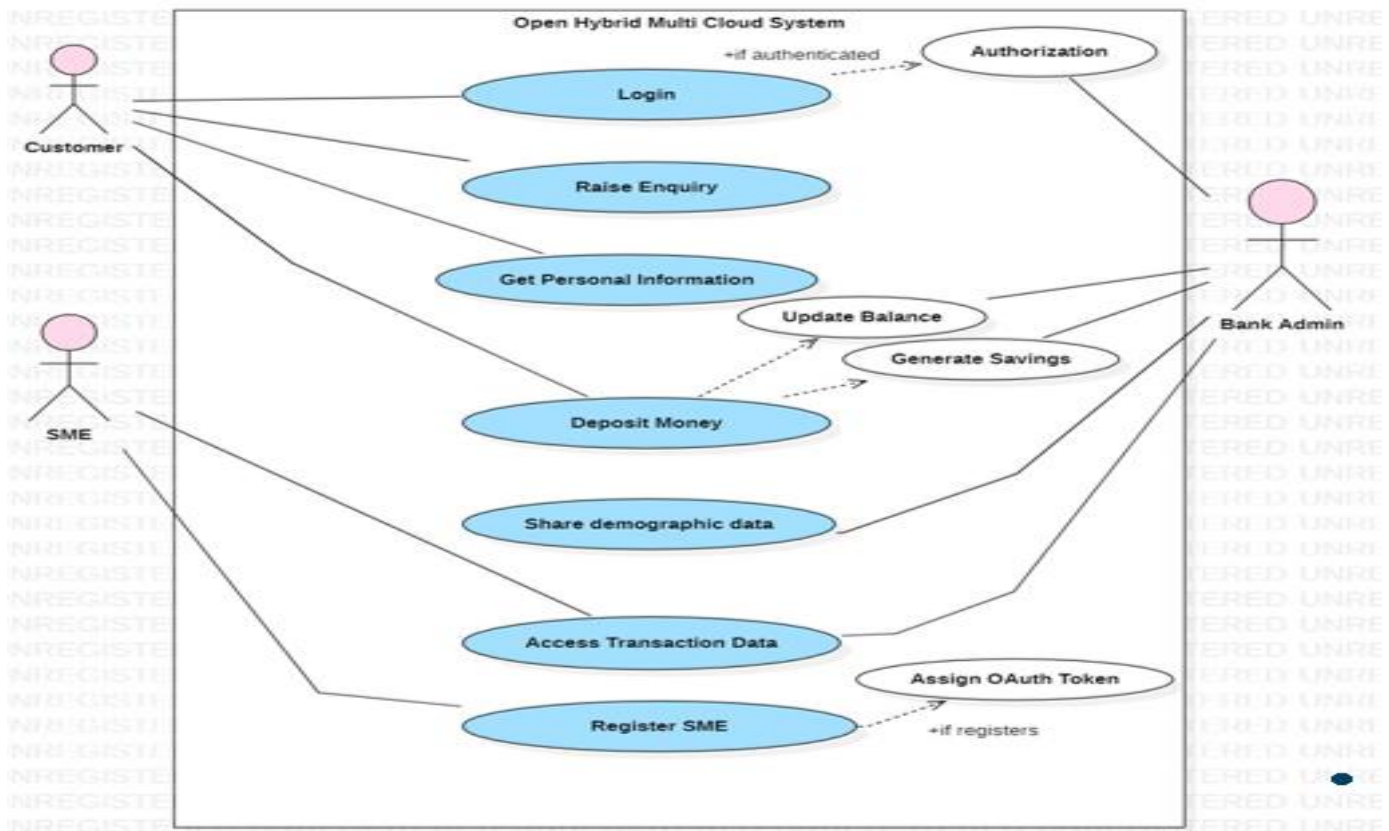 Open Hybrid Multi Cloud System
+if authenticated
Authorization
Login
Customer
Raise Enquiry
Get Personal Information
Update Balance
Bank Admin
Generate Savings
Deposit Money
SME
Share demographic data
Access Transaction Data
Assign OAuth Token
Register SME
+if registers